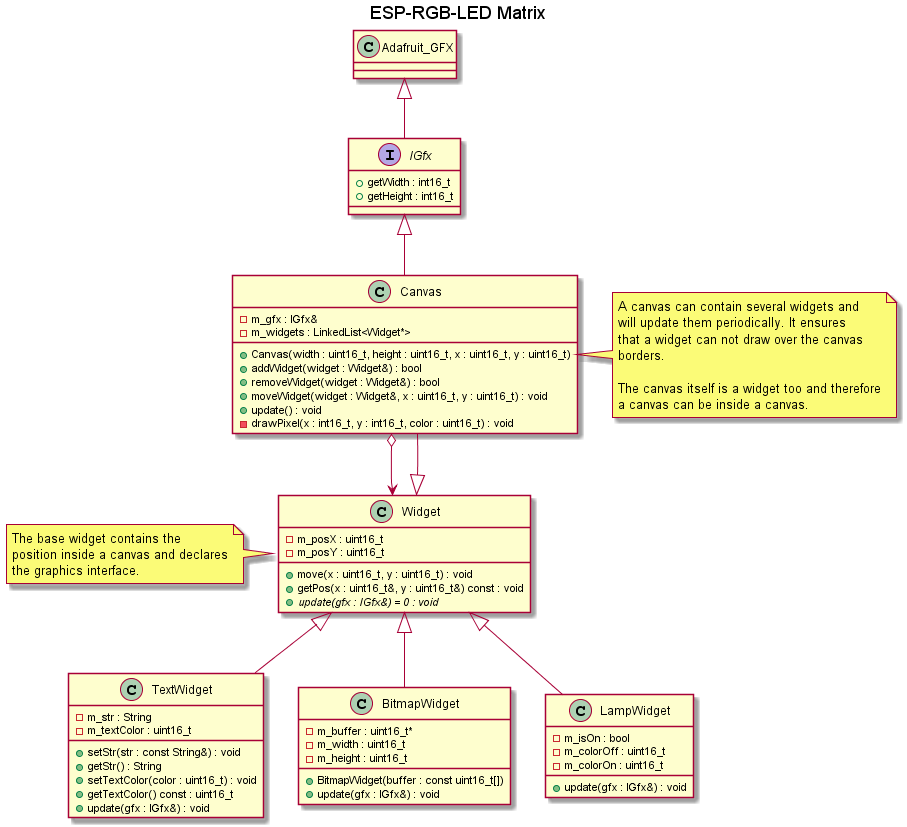 ESP-RGB-LED Matrix
C Adafruit_GFX
I IGfx
getWidth : int16_t
getHeight : int16_t
C Canvas
m_gfx : IGfx&
m_widgets : LinkedList<Widget*>
Canvas(width : uint16_t, height : uint16_t, x : uint16_t, y : uint16_t)
addWidget(widget : Widget&) : bool
removeWidget(widget : Widget&) : bool
moveWidget(widget : Widget&, x : uint16_t, y : uint16_t) : void
update() : void
drawPixel(x : int16_t, y : int16_t, color : uint16_t) : void
A canvas can contain several widgets and
will update them periodically. It ensures
that a widget can not draw over the canvas
borders.
The canvas itself is a widget too and therefore
a canvas can be inside a canvas.
C Widget
m_posX : uint16_t
m_posY : uint16_t
move(x : uint16_t, y : uint16_t) : void
getPos(x : uint16_t&, y : uint16_t&) const : void
update(gfx : IGfx&) = 0 : void
The base widget contains the
position inside a canvas and declares
the graphics interface.
C TextWidget
m_str : String
m_textColor : uint16_t
setStr(str : const String&) : void
getStr() : String
setTextColor(color : uint16_t) : void
getTextColor() const : uint16_t
update(gfx : IGfx&) : void
C BitmapWidget
m_buffer : uint16_t*
m_width : uint16_t
m_height : uint16_t
BitmapWidget(buffer : const uint16_t[])
update(gfx : IGfx&) : void
C LampWidget
m_isOn : bool
m_colorOff : uint16_t
m_colorOn : uint16_t
update(gfx : IGfx&) : void